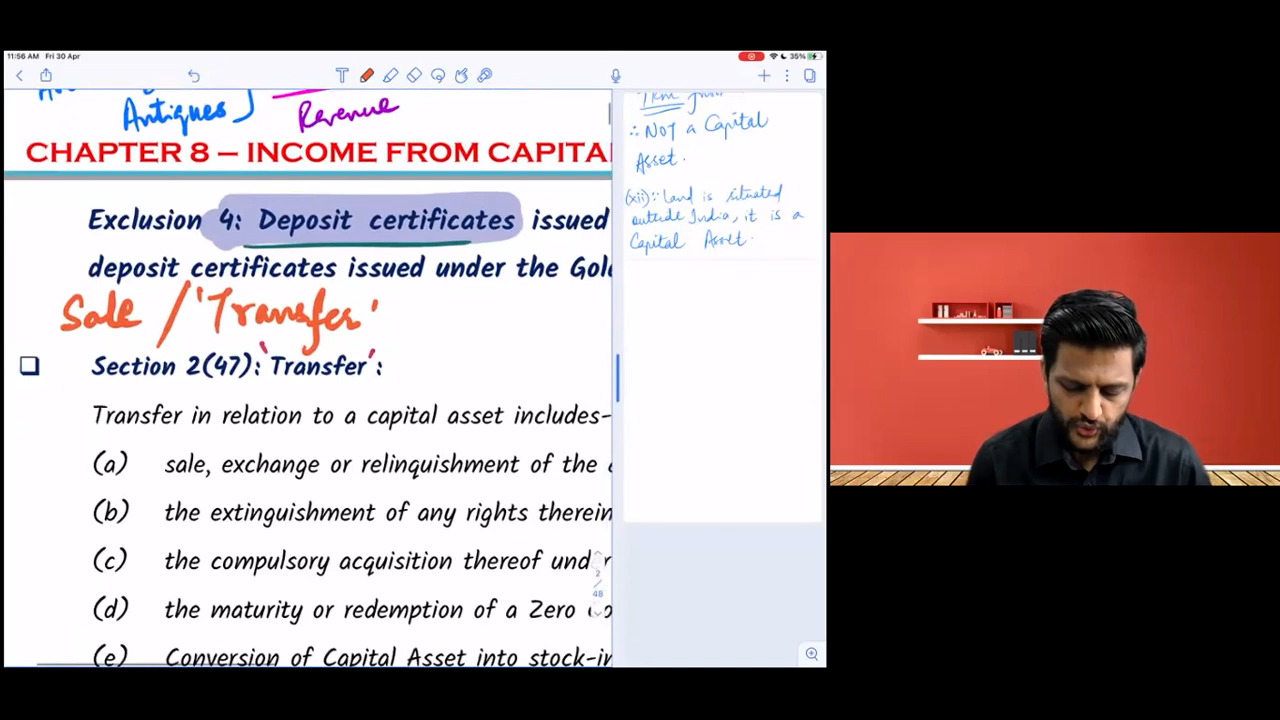 11:56 AM Fri 30 Apr
35%
Antiques
Revenue
CHAPTER 8 – INCOME FROM CAPITA
Exclusion 4: Deposit certificates issued
deposit certificates issued under the Gol
Sale / 'Transfer'
Section 2(47): 'Transfer':
Transfer in relation to a capital asset includes-
(a) sale, exchange or relinquishment of the
(b) the extinguishment of any rights therein
(c) the compulsory acquisition thereof under
(d) the maturity or redemption of a Zero
(e) Conversion of Capital Asset into stock-in
2
/
48
T
∴ NOT a Capital
Asset.
(xii) ∵ Land is situated
outside India, it is a
Capital Asset.